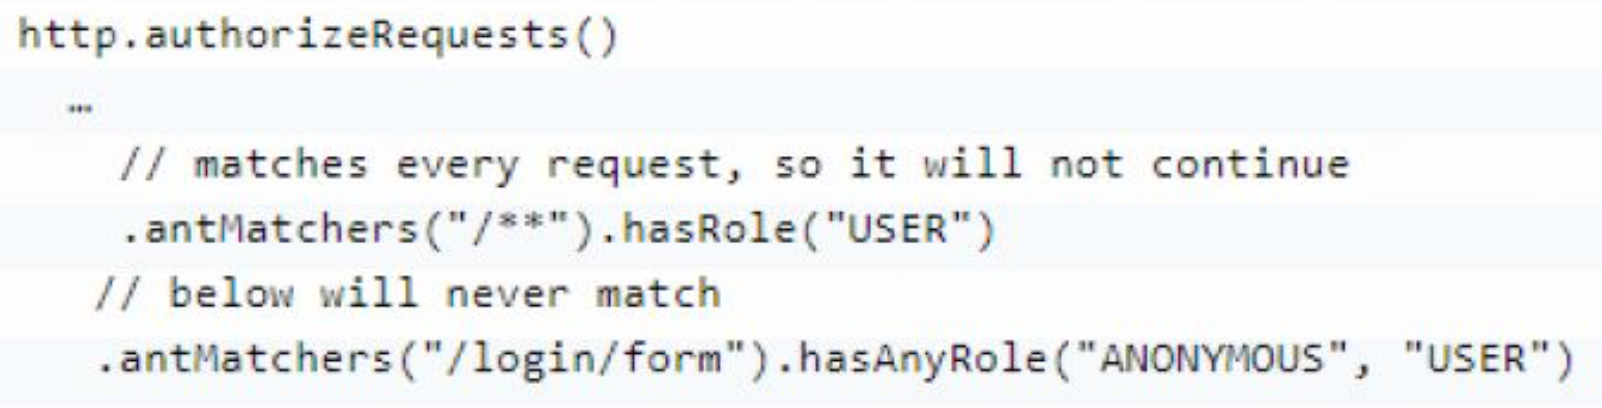 http.authorizeRequests()
…
// matches every request, so it will not continue
.antMatchers("/**").hasRole("USER")
// below will never match
.antMatchers("/login/form").hasAnyRole("ANONYMOUS", "USER")